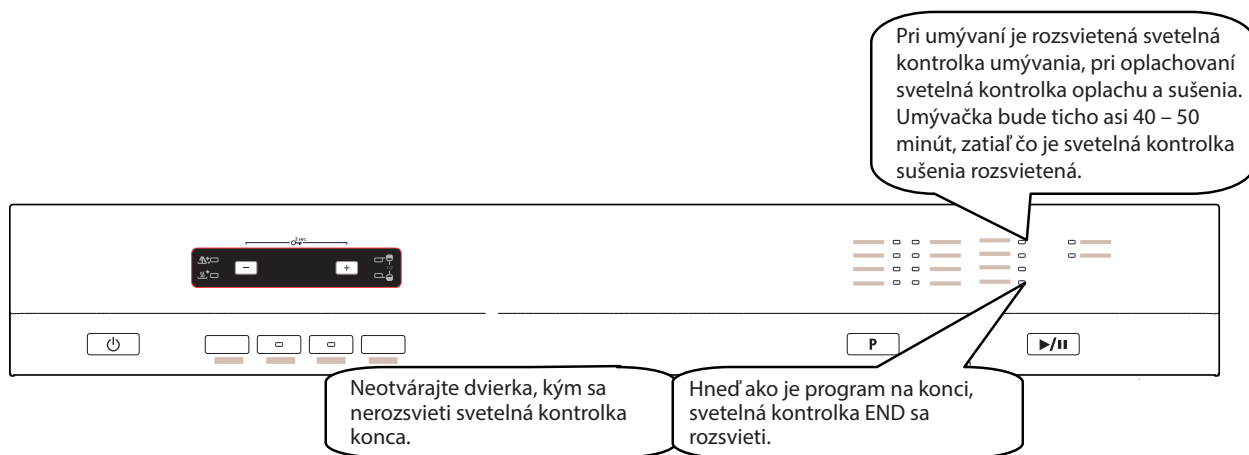 Pri umývaní je rozsvietená svetelná
kontrolka umývania, pri oplachovaní
svetelná kontrolka oplachu a sušenia.
Umývačka bude ticho asi 40 – 50
minút, zatiaľ čo je svetelná kontrolka
sušenia rozsvietená.
3 sec.
P
Neotvárajte dvierka, kým sa
nerozsvieti svetelná kontrolka
konca.
Hneď ako je program na konci,
svetelná kontrolka END sa
rozsvieti.